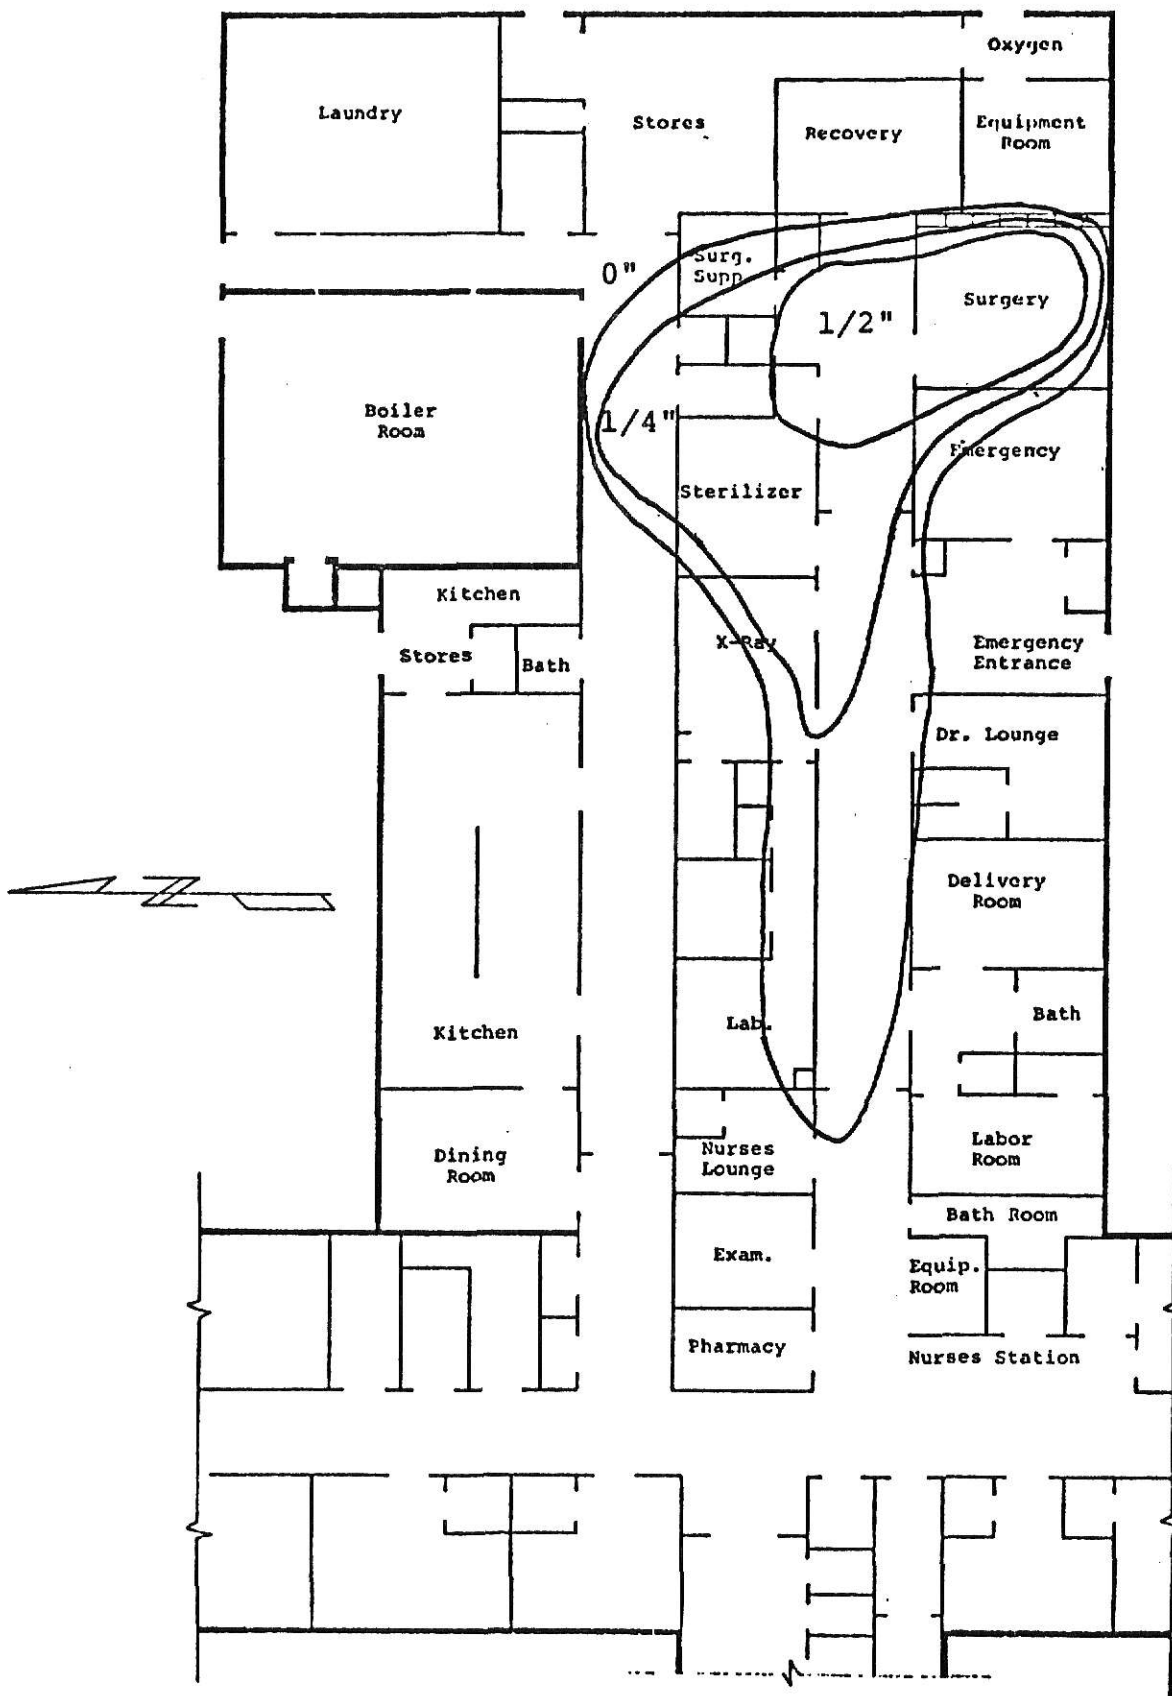 Oxygen
Laundry
Stores
Recovery
Equipment
Room
0"
Surg.
Supp
1/2"
Surgery
Boiler
Room
1/4"
Emergency
Sterilizer
Kitchen
Stores
Bath
X-Ray
Emergency
Entrance
Dr. Lounge
Delivery
Room
N
Kitchen
Lab.
Bath
Dining
Room
Nurses
Lounge
Labor
Room
Bath Room
Exam.
Equip.
Room
Pharmacy
Nurses Station